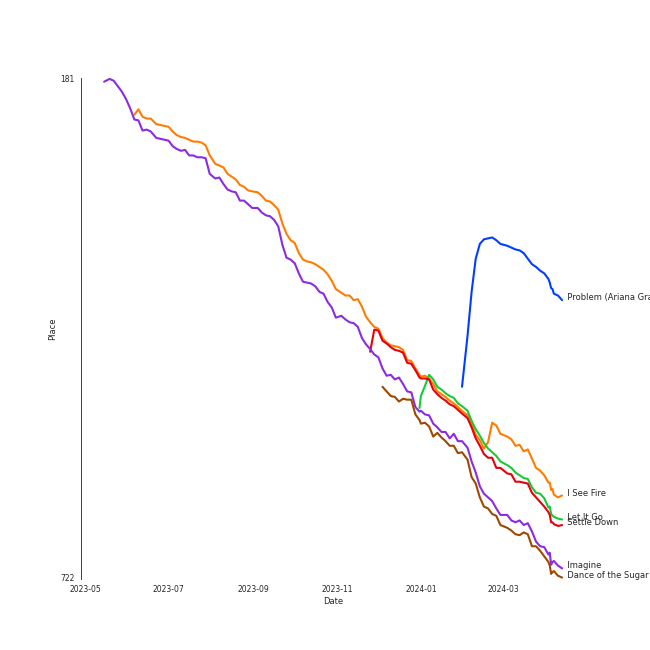 181
Problem (Ariana Gra
Place
I See Fire
Let It Go
Settle Down
Imagine
Dance of the Sugar
722
2023-05 2023-07 2023-09 2023-11 2024-01 2024-03
Date